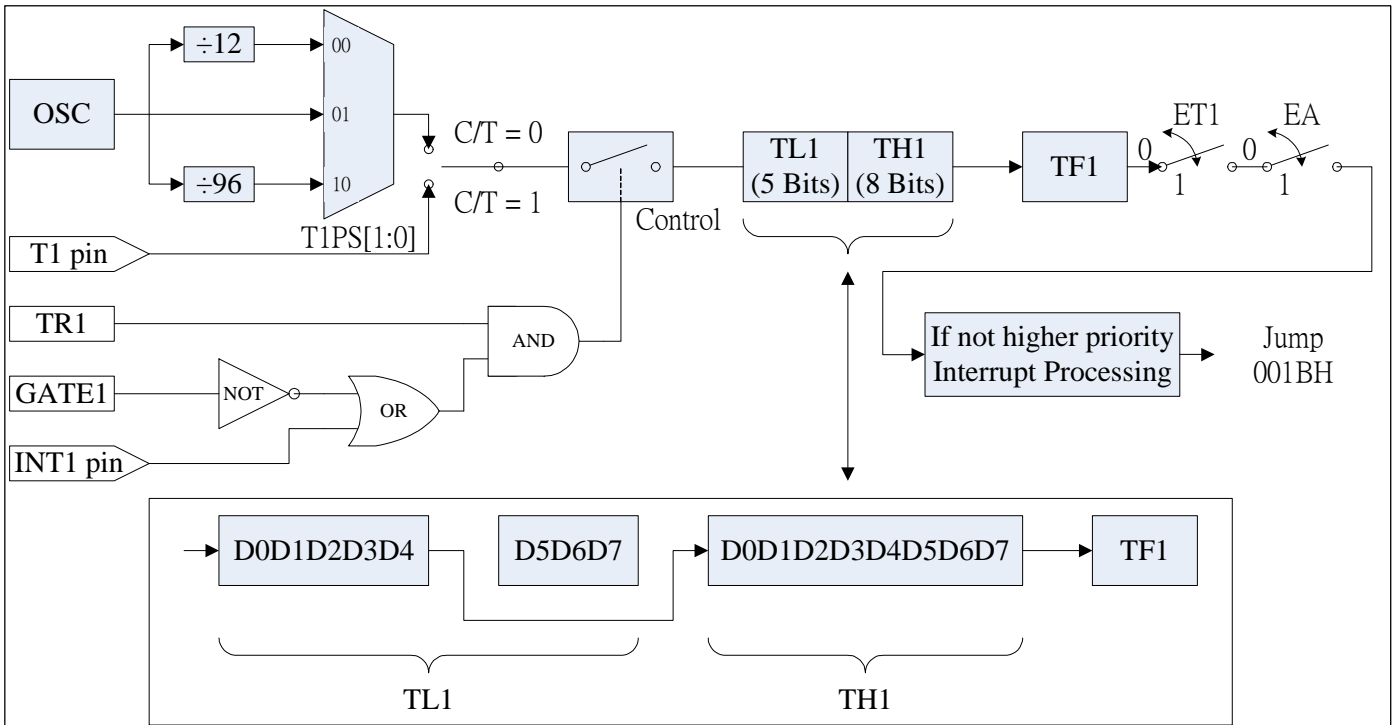 ÷12
00
OSC
01
÷96
10
T1PS[1:0]
T1 pin
C/T = 0
C/T = 1
Control
TL1
(5 Bits)
TH1
(8 Bits)
TF1
ET1
0
1
EA
0
1
TR1
GATE1
NOT
INT1 pin
OR
AND
If not higher priority
Interrupt Processing
Jump
001BH
D0D1D2D3D4
D5D6D7
D0D1D2D3D4D5D6D7
TF1
TL1
TH1